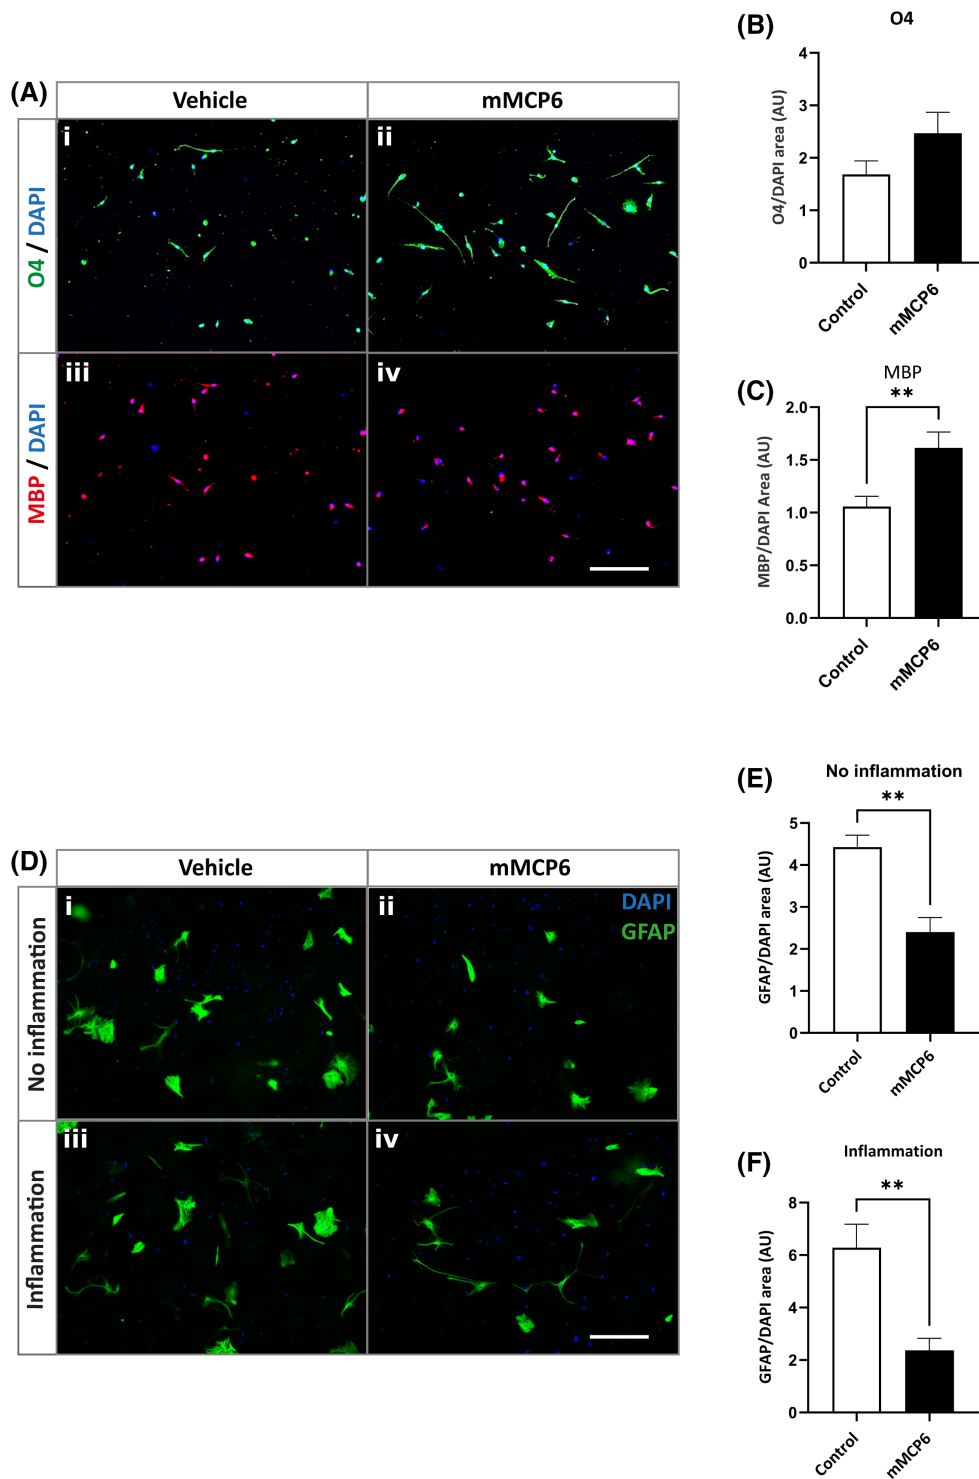 (A)
Vehicle
mMCP6
O4 / DAPI
i
ii
MBP / DAPI
iii
iv
(B)
O4
O4/DAPI area (AU)
4
3
2
1
0
Control
mMCP6
(C)
MBP
**
MBP/DAPI Area (AU)
2.0
1.5
1.0
0.5
0.0
Control
mMCP6
(D)
Vehicle
mMCP6
No inflammation
i
ii
DAPI
GFAP
Inflammation
iii
iv
(E)
No inflammation
**
GFAP/DAPI area (AU)
5
4
3
2
1
0
Control
mMCP6
(F)
Inflammation
**
GFAP/DAPI area (AU)
8
6
4
2
0
Control
mMCP6